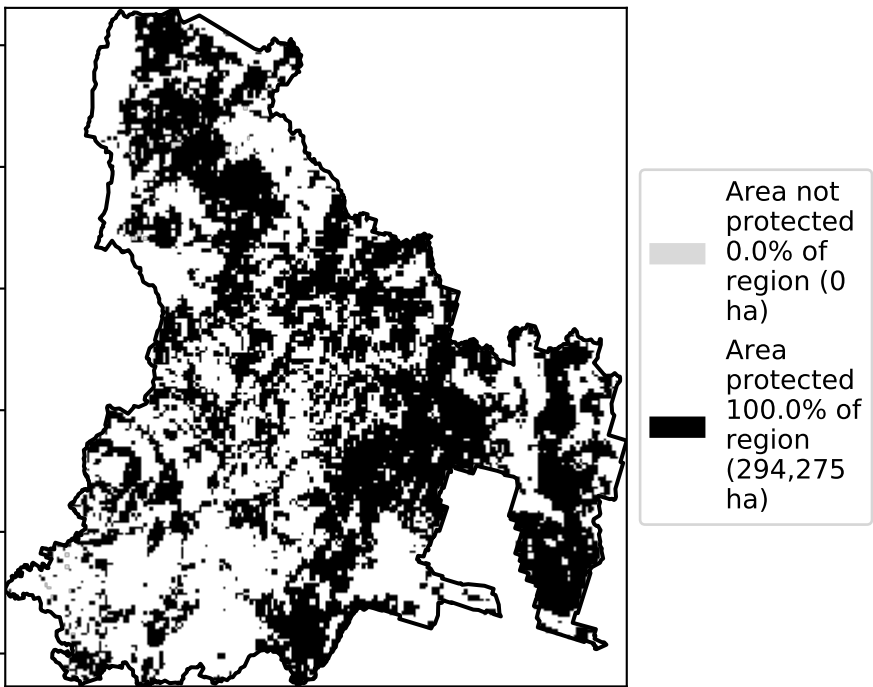 Area not
protected
0.0% of
region (0
ha)
Area
protected
100.0% of
region
(294,275
ha)